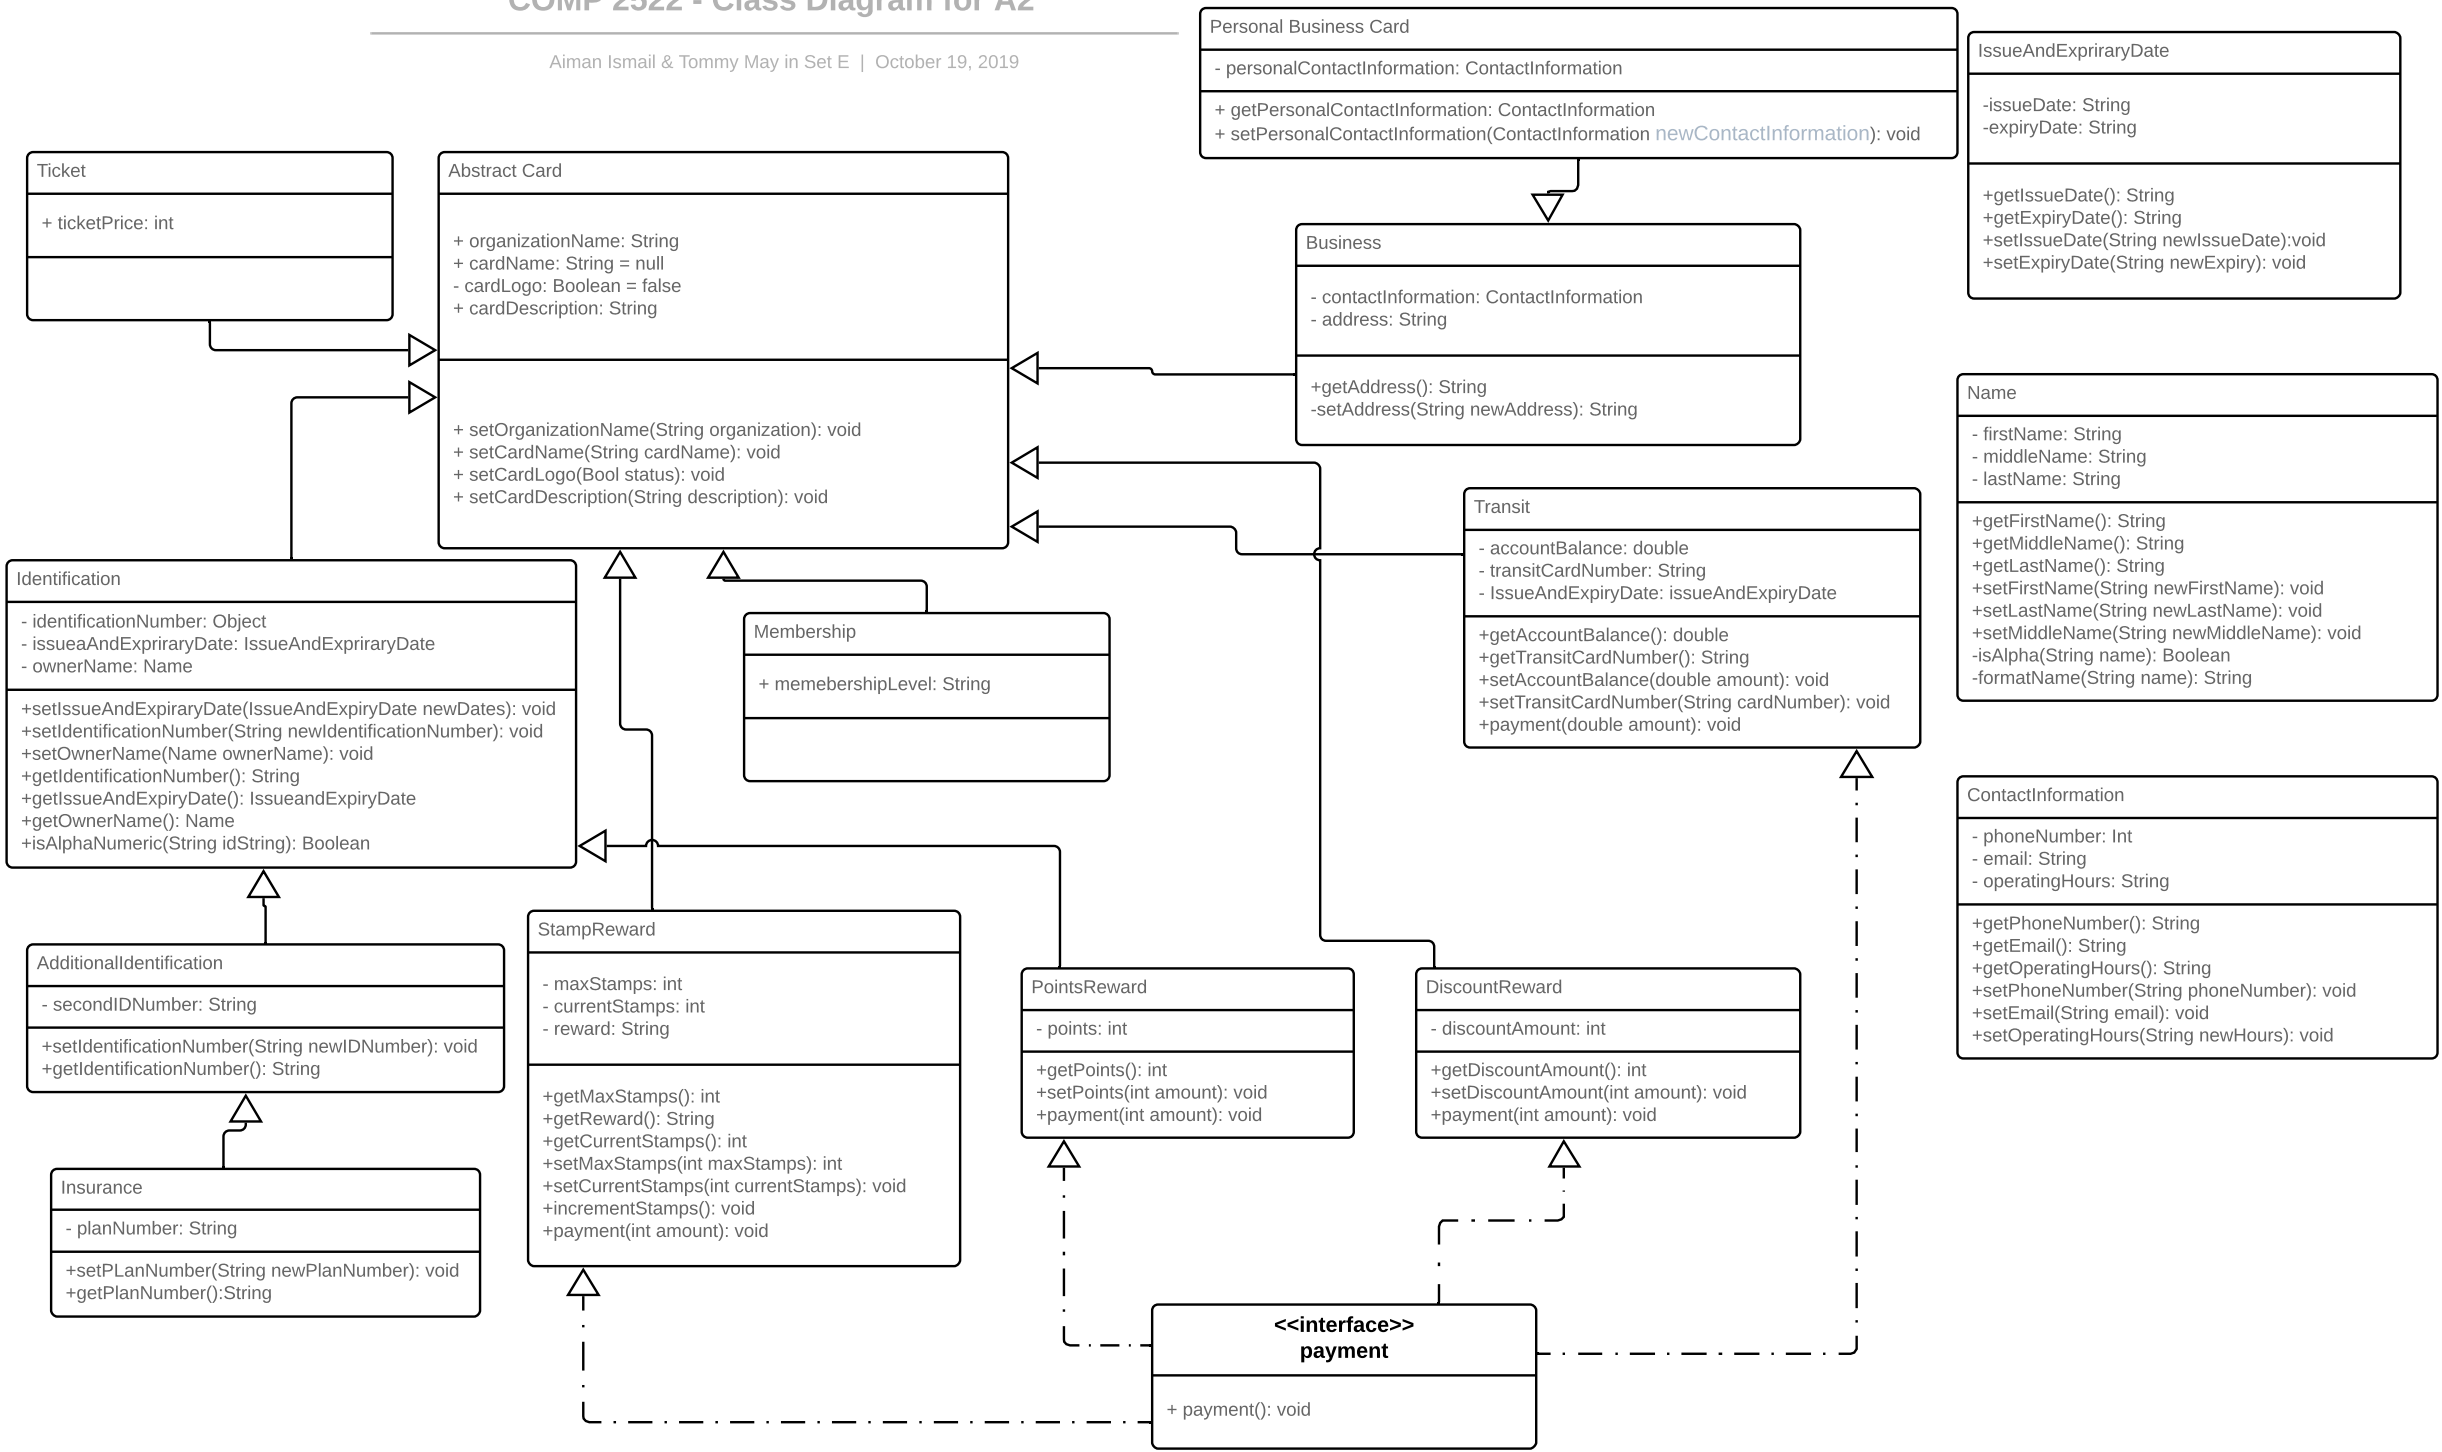 COMP 2522 - Class Diagram for A2
Aiman Ismail & Tommy May in Set E | October 19, 2019
Personal Business Card
- personalContactInformation: ContactInformation
+ getPersonalContactInformation: ContactInformation
+ setPersonalContactInformation(ContactInformation newContactInformation): void
IssueAndExpriraryDate
-issueDate: String
-expiryDate: String
+getIssueDate(): String
+getExpiryDate(): String
+setIssueDate(String newIssueDate):void
+setExpiryDate(String newExpiry): void
Ticket
+ ticketPrice: int
Abstract Card
+ organizationName: String
+ cardName: String = null
- cardLogo: Boolean = false
+ cardDescription: String
+ setOrganizationName(String organization): void
+ setCardName(String cardName): void
+ setCardLogo(Bool status): void
+ setCardDescription(String description): void
Business
- contactInformation: ContactInformation
- address: String
+getAddress(): String
-setAddress(String newAddress): String
Name
- firstName: String
- middleName: String
- lastName: String
+getFirstName(): String
+getMiddleName(): String
+getLastName(): String
+setFirstName(String newFirstName): void
+setLastName(String newLastName): void
+setMiddleName(String newMiddleName): void
-isAlpha(String name): Boolean
-formatName(String name): String
Transit
- accountBalance: double
- transitCardNumber: String
- IssueAndExpiryDate: issueAndExpiryDate
+getAccountBalance(): double
+getTransitCardNumber(): String
+setAccountBalance(double amount): void
+setTransitCardNumber(String cardNumber): void
+payment(double amount): void
Identification
- identificationNumber: Object
- issueaAndExpriraryDate: IssueAndExpriraryDate
- ownerName: Name
+setIssueAndExpiraryDate(IssueAndExpiryDate newDates): void
+setIdentificationNumber(String newIdentificationNumber): void
+setOwnerName(Name ownerName): void
+getIdentificationNumber(): String
+getIssueAndExpiryDate(): IssueandExpiryDate
+getOwnerName(): Name
+isAlphaNumeric(String idString): Boolean
Membership
+ memebershipLevel: String
ContactInformation
- phoneNumber: Int
- email: String
- operatingHours: String
+getPhoneNumber(): String
+getEmail(): String
+getOperatingHours(): String
+setPhoneNumber(String phoneNumber): void
+setEmail(String email): void
+setOperatingHours(String newHours): void
AdditionalIdentification
- secondIDNumber: String
+setIdentificationNumber(String newIDNumber): void
+getIdentificationNumber(): String
StampReward
- maxStamps: int
- currentStamps: int
- reward: String
+getMaxStamps(): int
+getReward(): String
+getCurrentStamps(): int
+setMaxStamps(int maxStamps): int
+setCurrentStamps(int currentStamps): void
+incrementStamps(): void
+payment(int amount): void
PointsReward
- points: int
+getPoints(): int
+setPoints(int amount): void
+payment(int amount): void
DiscountReward
- discountAmount: int
+getDiscountAmount(): int
+setDiscountAmount(int amount): void
+payment(int amount): void
Insurance
- planNumber: String
+setPLanNumber(String newPlanNumber): void
+getPlanNumber():String
<<interface>>
payment
+ payment(): void